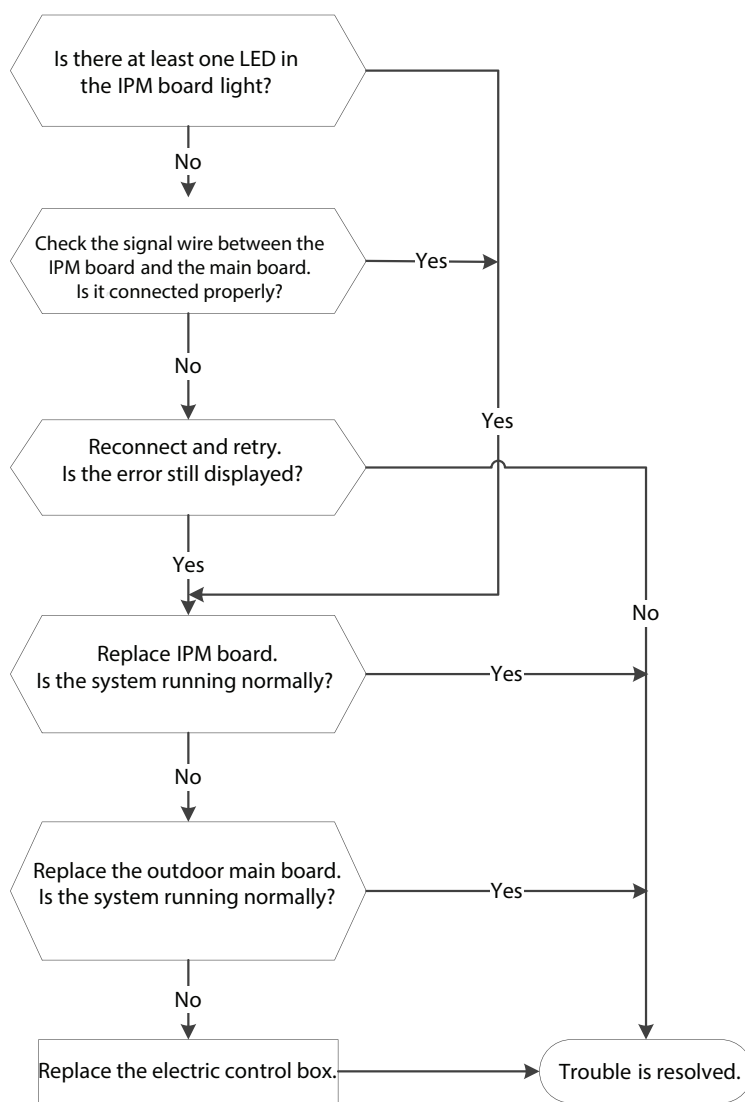 Is there at least one LED in
the IPM board light?
No
Check the signal wire between the
IPM board and the main board.
Is it connected properly?
Yes
No
Yes
Reconnect and retry.
Is the error still displayed?
Yes
No
Replace IPM board.
Is the system running normally?
Yes
No
Replace the outdoor main board.
Is the system running normally?
Yes
No
Replace the electric control box.
Trouble is resolved.